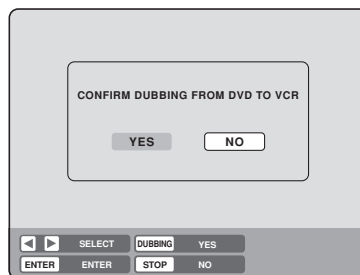 CONFIRM DUBBING FROM DVD TO VCR
YES NO
SELECT DUBBING YES
ENTER ENTER STOP NO